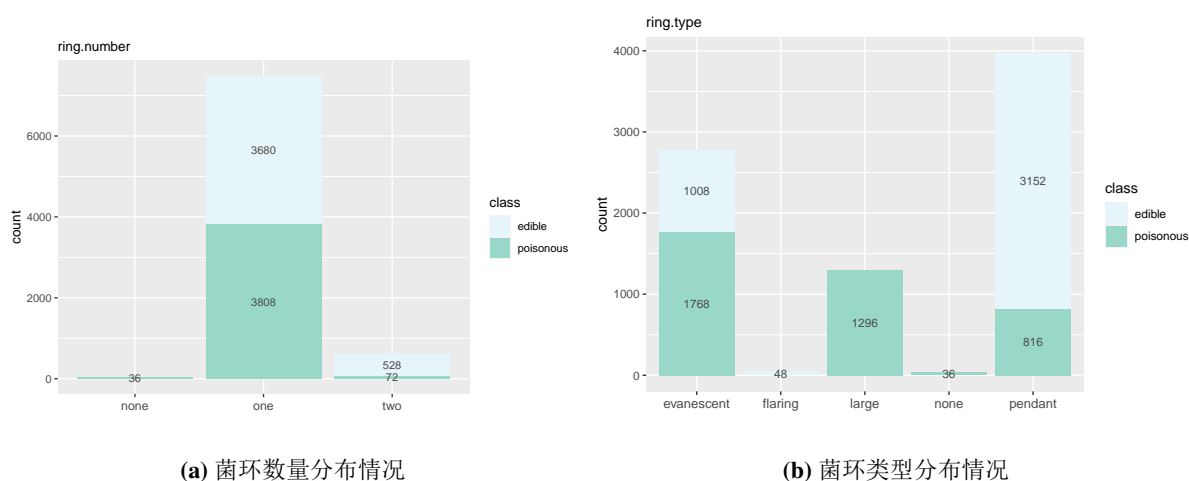 ring.number
count
6000
4000
2000
0
3680
3808
36
528
72
none one two
class
edible
poisonous
(a) 菌环数量分布情况
ring.type
count
4000
3000
2000
1000
0
1008
1768
48
1296
36
3152
816
evanescent flaring large none pendant
class
edible
poisonous
(b) 菌环类型分布情况